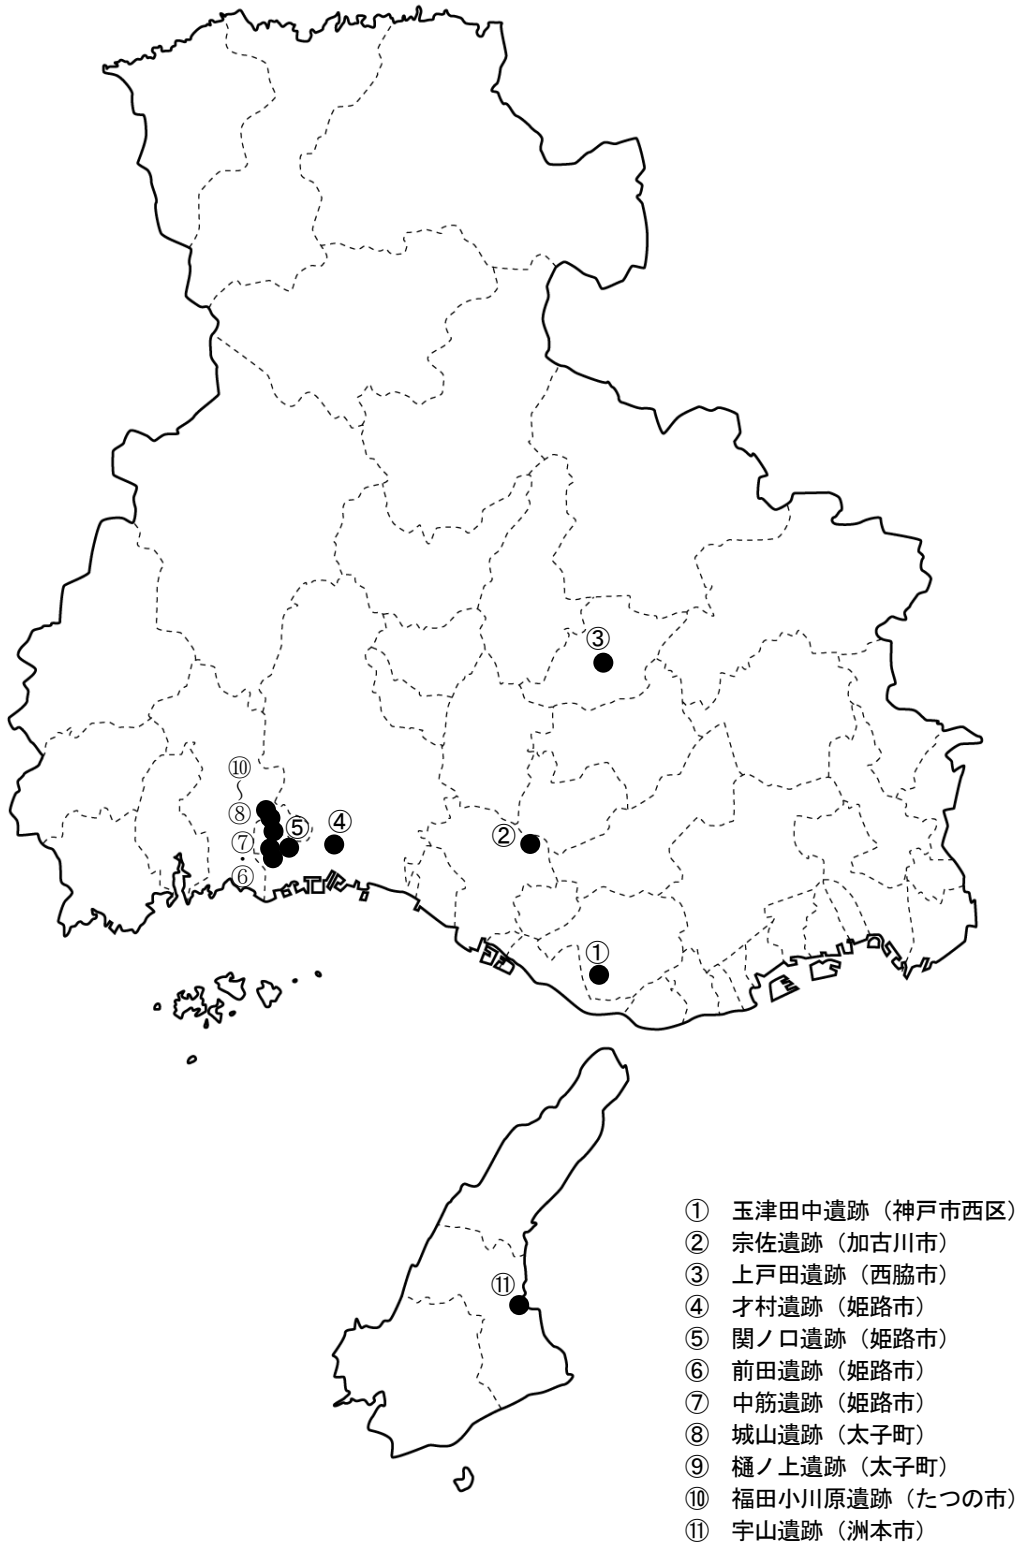 ③
⑩
〜
⑧
⑦
・
⑥
⑤
④
②
①
⑪
① 玉津田中遺跡（神戸市西区）
② 宗佐遺跡（加古川市）
③ 上戸田遺跡（西脇市）
④ 才村遺跡（姫路市）
⑤ 関ノ口遺跡（姫路市）
⑥ 前田遺跡（姫路市）
⑦ 中筋遺跡（姫路市）
⑧ 城山遺跡（太子町）
⑨ 樋ノ上遺跡（太子町）
⑩ 福田小川原遺跡（たつの市）
⑪ 宇山遺跡（洲本市）